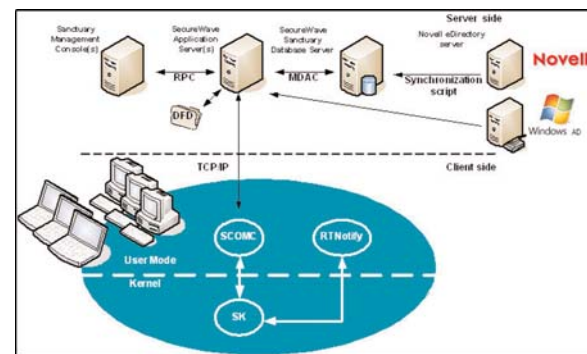 Sanctuary
Management
Console(s)
SecureWave
Application
Server(s)
SecureWave
Sanctuary
Database Server
Server side
Novell eDirectory
server
Novell
RPC
MDAC
Synchronization
script
DFD
Windows AD
TCP/IP
Client side
SCOMC
RTNotify
User Mode
Kernel
SK